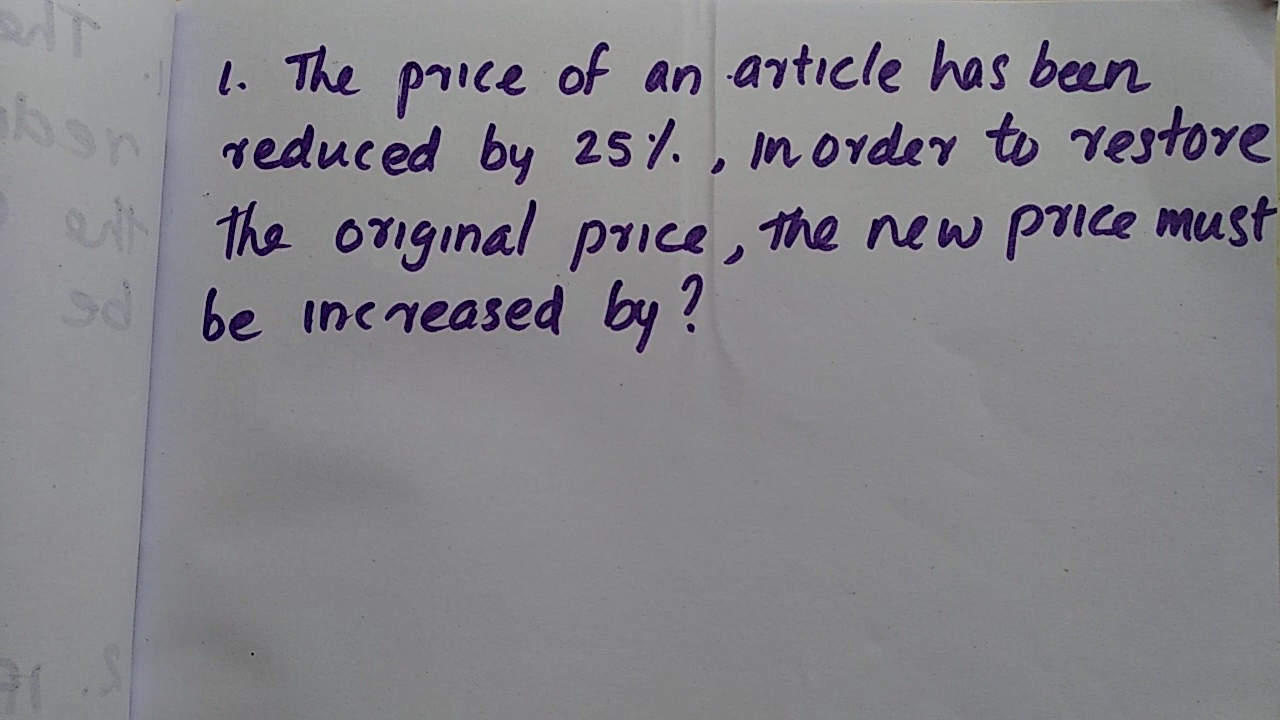 1. The price of an article has been
reduced by 25%., in order to restore
the original price, the new price must
be increased by?